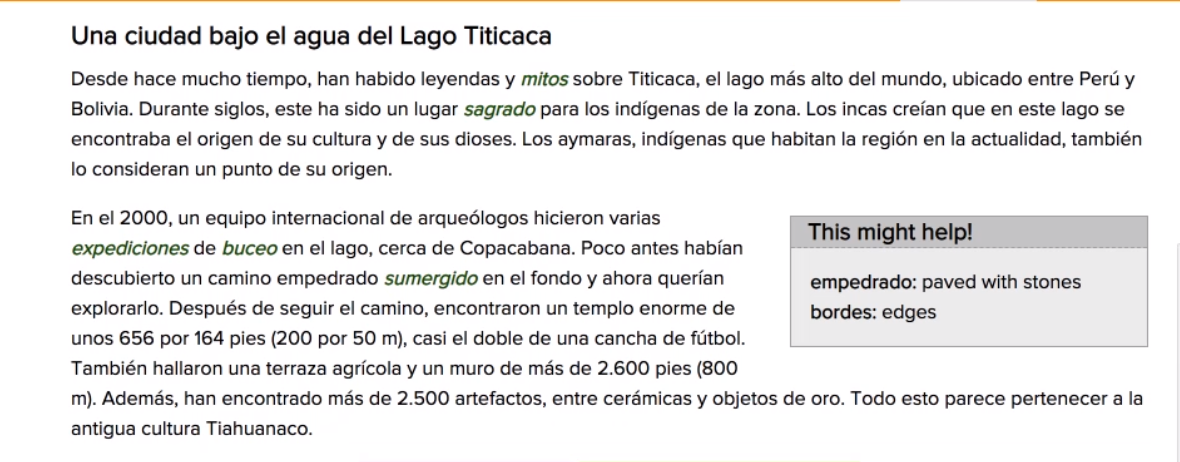 Una ciudad bajo el agua del Lago Titicaca
Desde hace mucho tiempo, han habido leyendas y mitos sobre Titicaca, el lago más alto del mundo, ubicado entre Perú y
Bolivia. Durante siglos, este ha sido un lugar sagrado para los indígenas de la zona. Los incas creían que en este lago se
encontraba el origen de su cultura y de sus dioses. Los aymaras, indígenas que habitan la región en la actualidad, también
lo consideran un punto de su origen.
En el 2000, un equipo internacional de arqueólogos hicieron varias
expediciones de buceo en el lago, cerca de Copacabana. Poco antes habían
descubierto un camino empedrado sumergido en el fondo y ahora querían
explorarlo. Después de seguir el camino, encontraron un templo enorme de
unos 656 por 164 pies (200 por 50 m), casi el doble de una cancha de fútbol.
También hallaron una terraza agrícola y un muro de más de 2.600 pies (800
m). Además, han encontrado más de 2.500 artefactos, entre cerámicas y objetos de oro. Todo esto parece pertenecer a la
antigua cultura Tiahuanaco.
This might help!
empedrado: paved with stones
bordes: edges